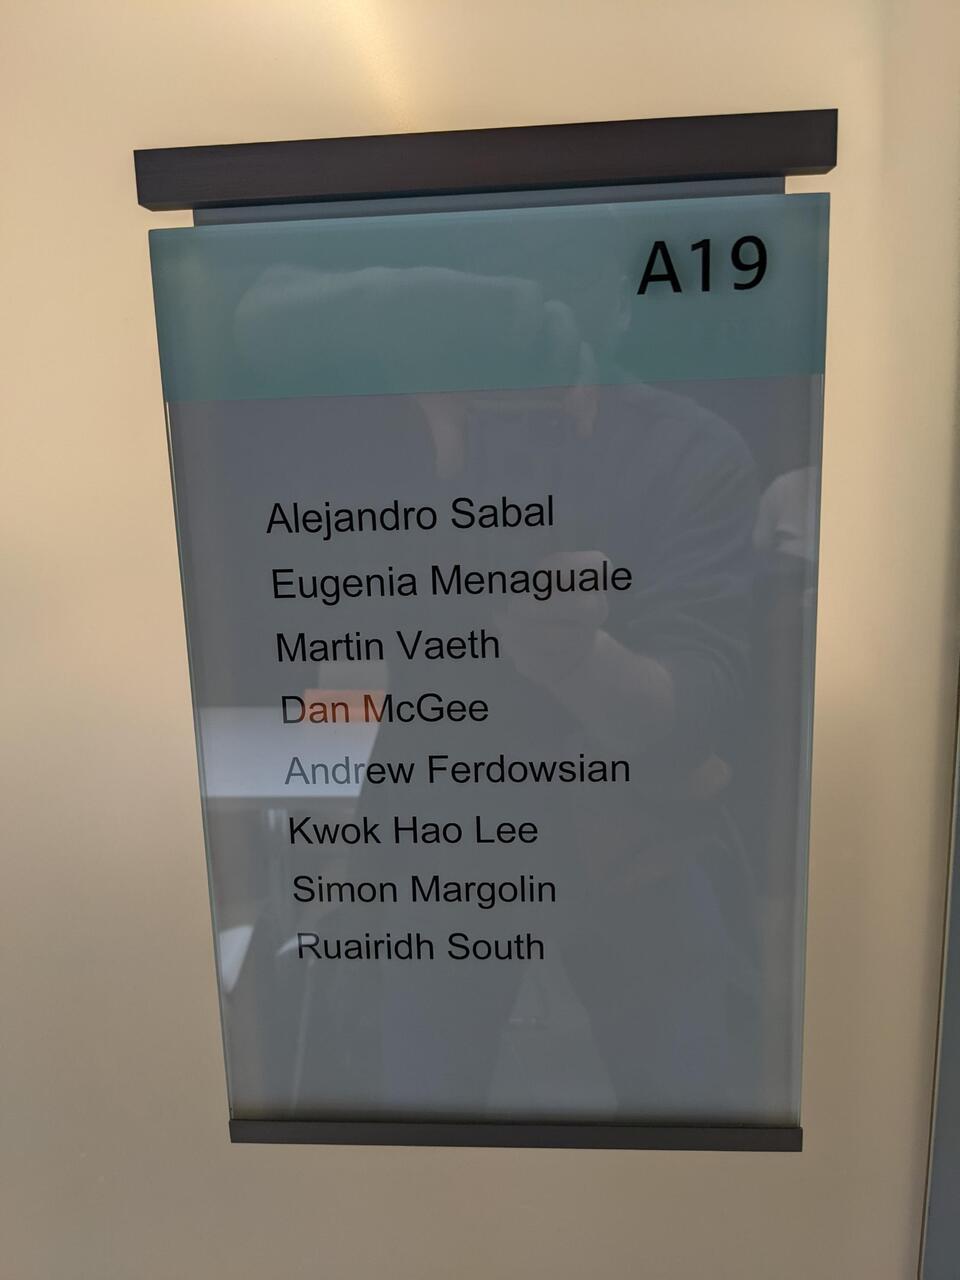 A19
Alejandro Sabal
Eugenia Menaguale
Martin Vaeth
Dan McGee
Andrew Ferdowsian
Kwok Hao Lee
Simon Margolin
Ruairidh South